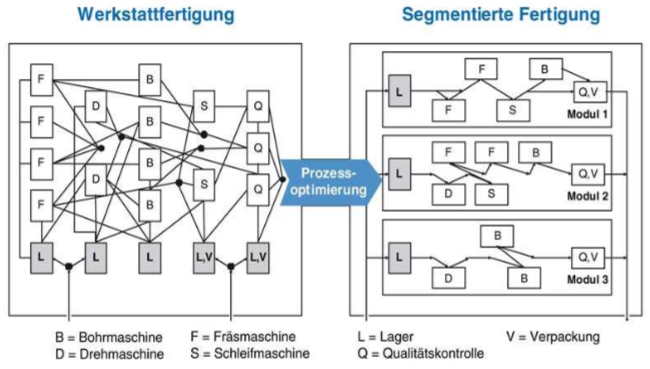 Werkstattfertigung
Segmentierte Fertigung
F
B
D
S
Q
F
B
F
B
Q
D
S
Q
F
B
L
L
L
L,V
L,V
Prozess-
optimierung
L
F
B
F
S
Q,V
Modul 1
L
F
F
B
D
S
Q,V
Modul 2
L
B
D
B
Q,V
Modul 3
B = Bohrmaschine
F = Fräsmaschine
L = Lager
V = Verpackung
D = Drehmaschine
S = Schleifmaschine
Q = Qualitätskontrolle